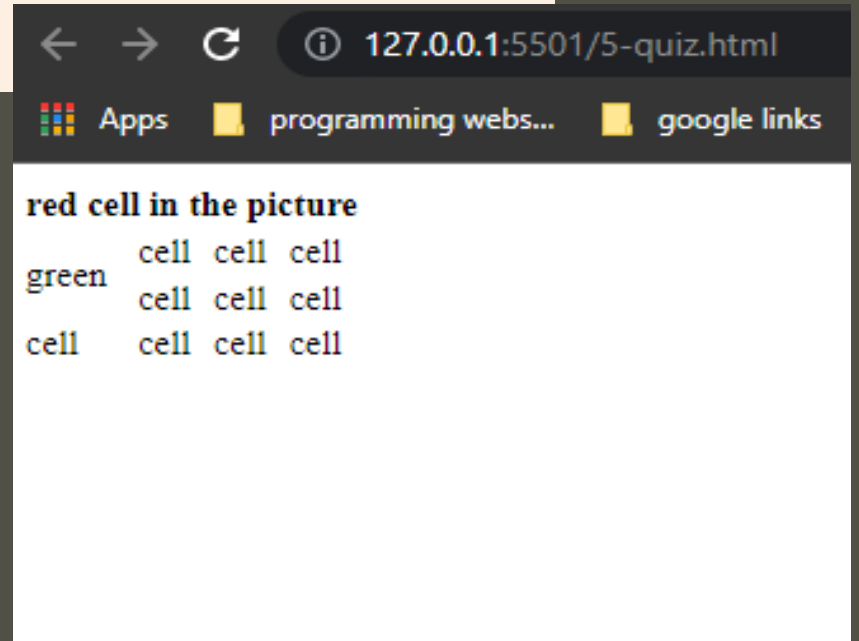 127.0.0.1:5501/5-quiz.html
Apps programming webs... google links
red cell in the picture
green
cell cell cell
cell cell cell
cell cell cell cell